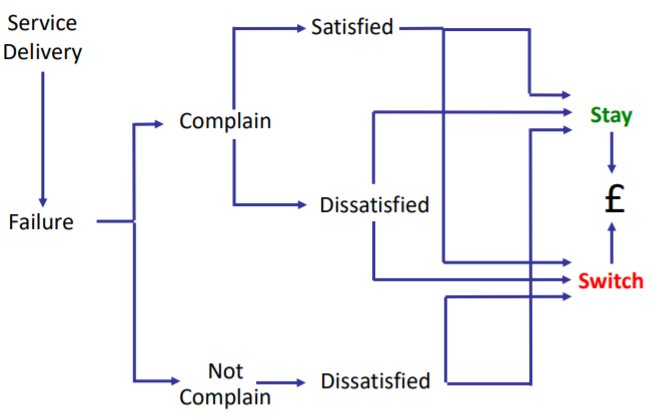 Service
Delivery
Satisfied
Stay
Complain
£
Dissatisfied
Failure
Switch
Not
Complain
Dissatisfied